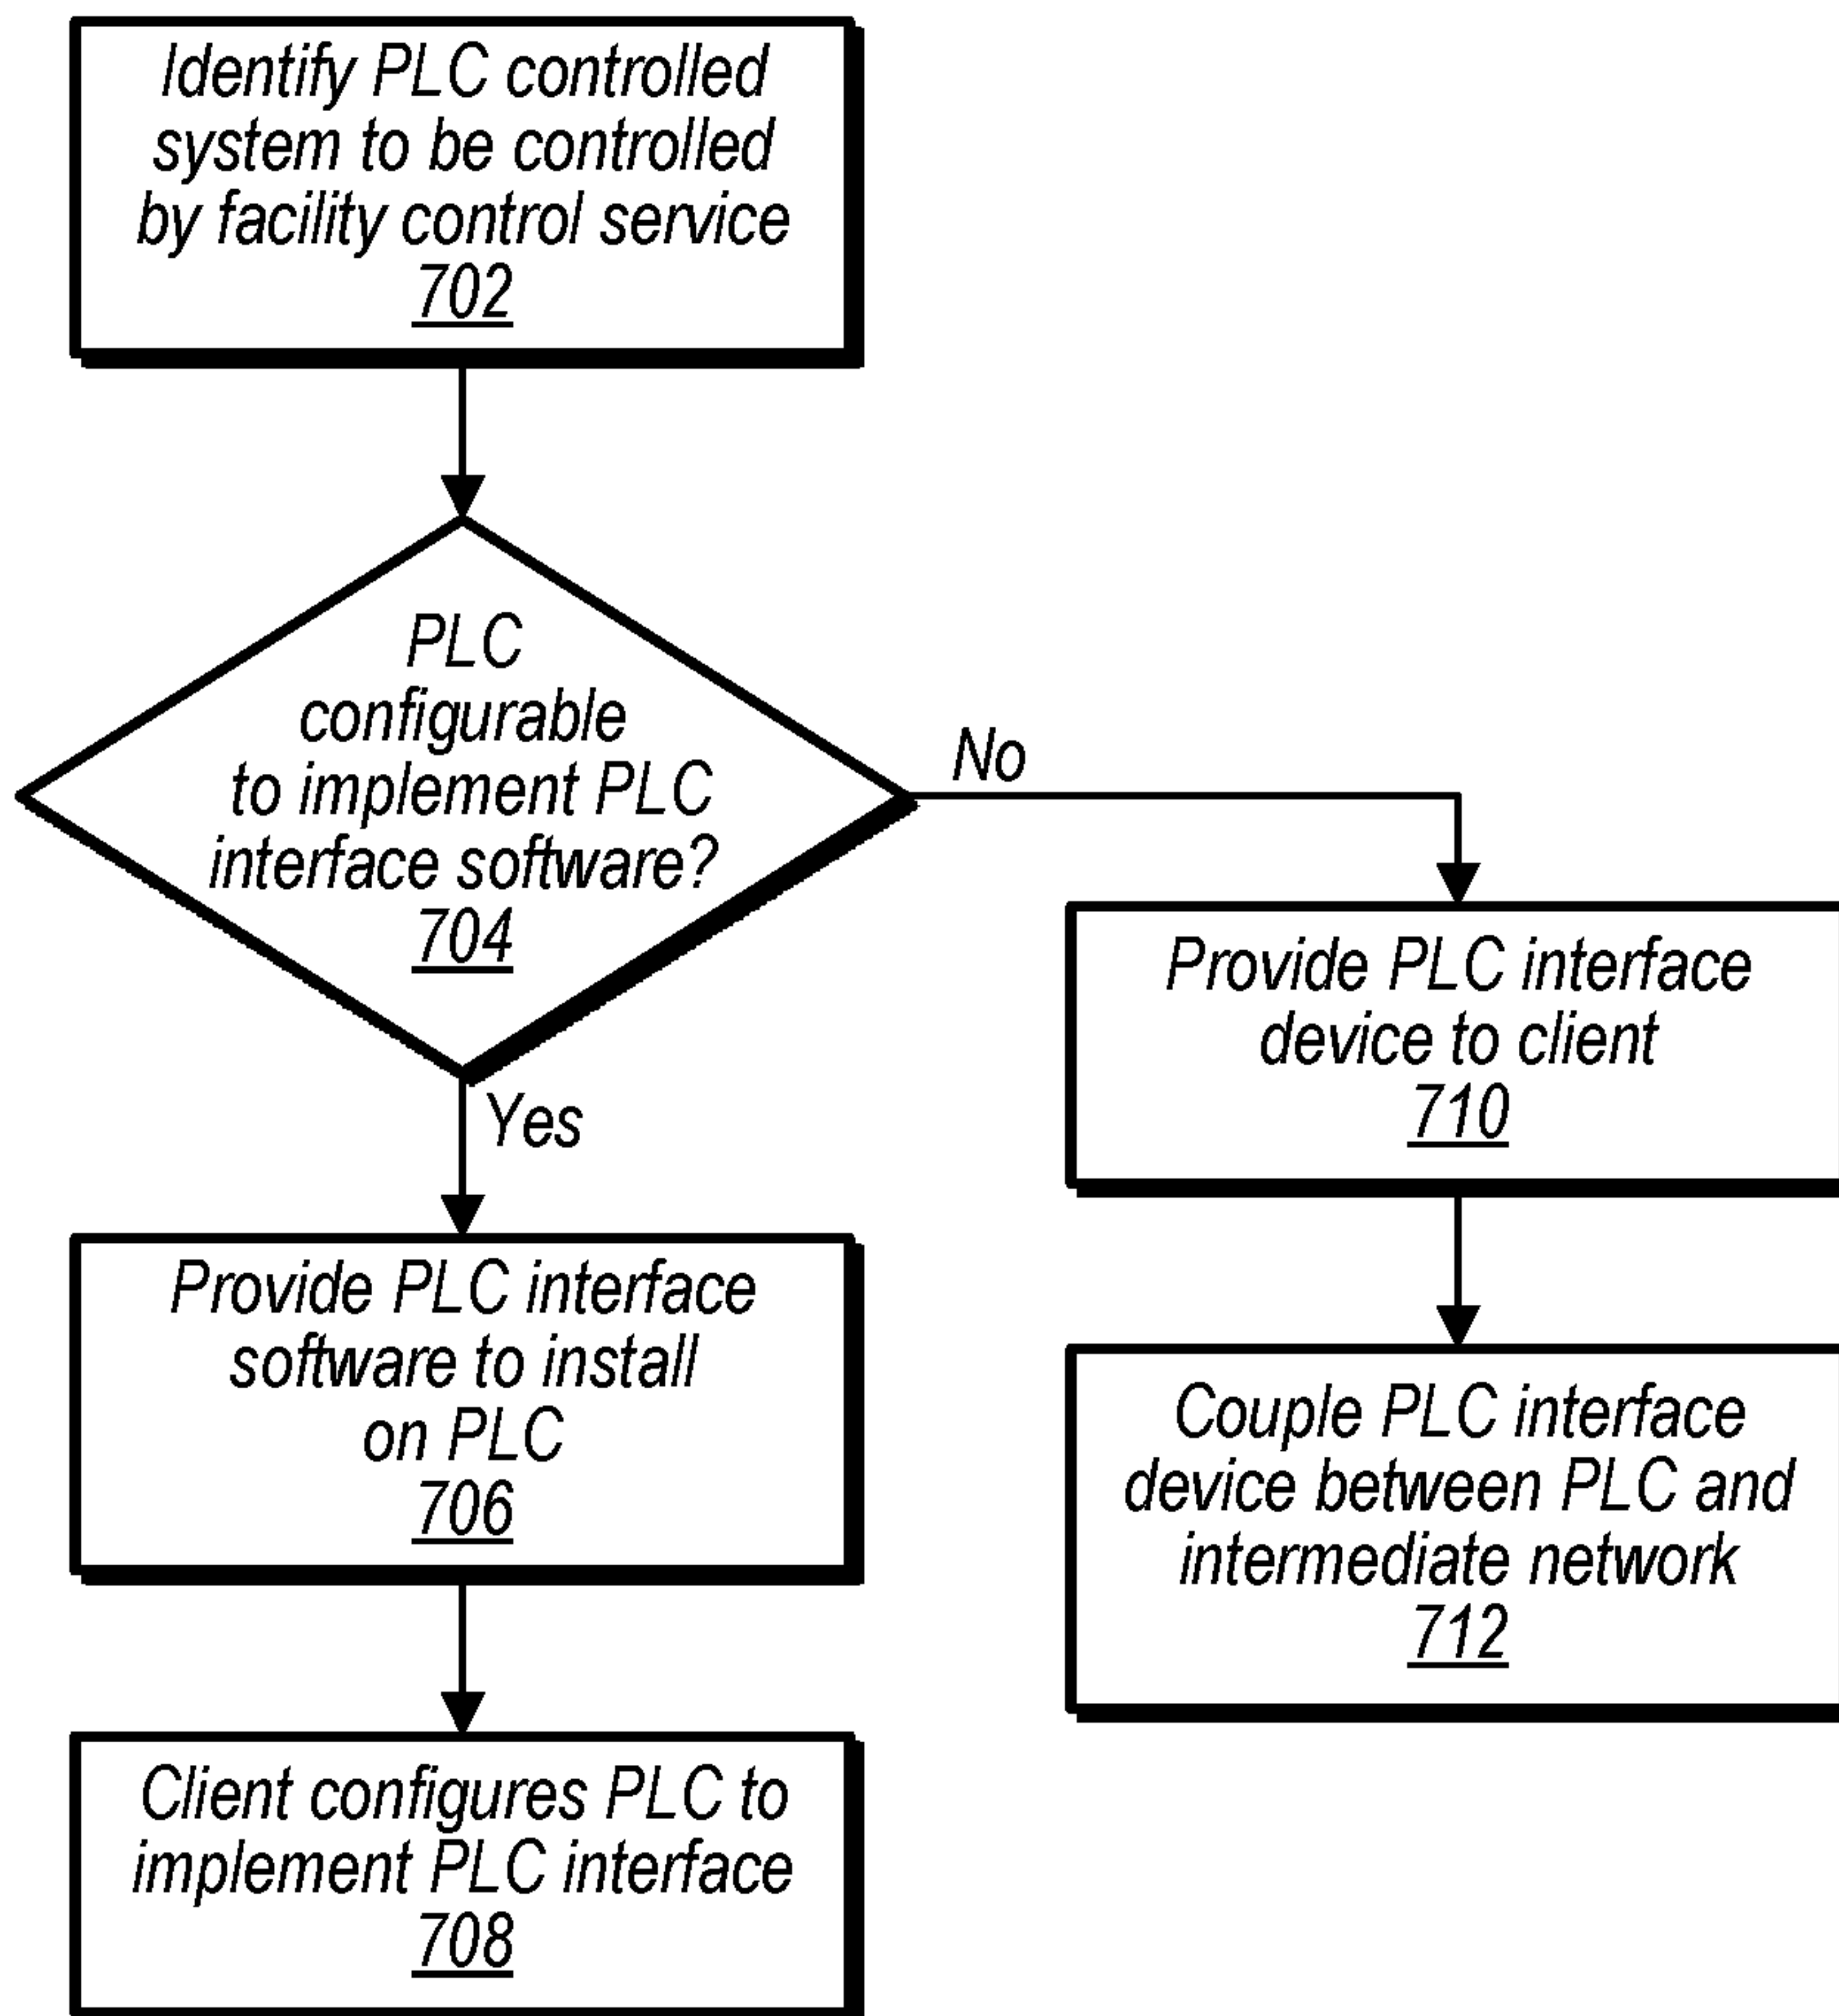 Identify PLC controlled
system to be controlled
by facility control service
702
PLC
configurable
to implement PLC
interface software?
704
No
Yes
Provide PLC interface
software to install
on PLC
706
Client configures PLC to
implement PLC interface
708
Provide PLC interface
device to client
710
Couple PLC interface
device between PLC and
intermediate network
712